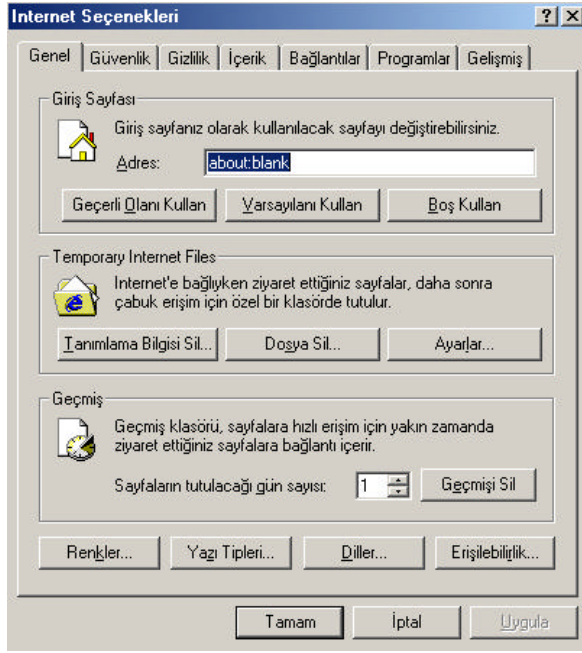 Internet Seçenekleri
Genel Güvenlik Gizlilik İçerik Bağlantılar Programlar Gelişmiş
Giriş Sayfası
Giriş sayfanız olarak kullanılacak sayfayı değiştirebilirsiniz.
Adres: about:blank
Geçerli Olanı Kullan Varsayılanı Kullan Boş Kullan
Temporary Internet Files
Internet'e bağlıyken ziyaret ettiğiniz sayfalar, daha sonra
çabuk erişim için özel bir klasörde tutulur.
Tanımlama Bilgisi Sil... Dosya Sil... Ayarlar...
Geçmiş
Geçmiş klasörü, sayfalara hızlı erişim için yakın zamanda
ziyaret ettiğiniz sayfalara bağlantı içerir.
Sayfaların tutulacağı gün sayısı: 1 Geçmişi Sil
Renkler... Yazı Tipleri... Diller... Erişilebilirlik...
Tamam İptal Uygula